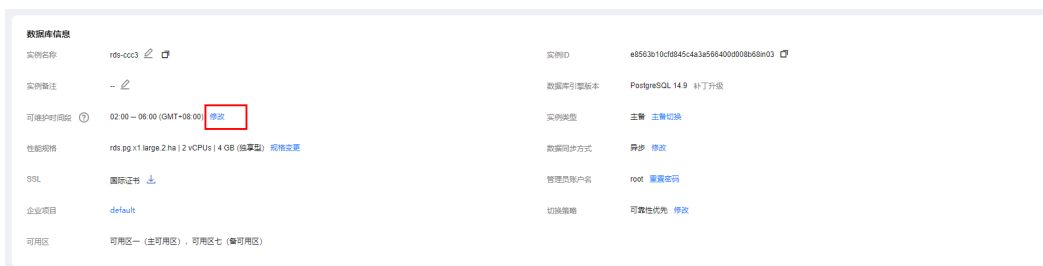 数据库信息
实例名称 rds-ccc3 实例ID e8563b10cfd845c4a3a566400d008b68in03
实例备注 -- 数据库引擎版本 PostgreSQL 14.9 补丁升级
可维护时间段 02:00 – 06:00 (GMT+08:00) 修改 实例类型 主备 主备切换
性能规格 rds.pg.x1.large.2.ha | 2 vCPUs | 4 GB (独享型) 规格变更 数据同步方式 异步 修改
SSL 国际证书 管理员账户名 root 重置密码
企业项目 default 切换策略 可靠性优先 修改
可用区 可用区一（主可用区）, 可用区七（备可用区）